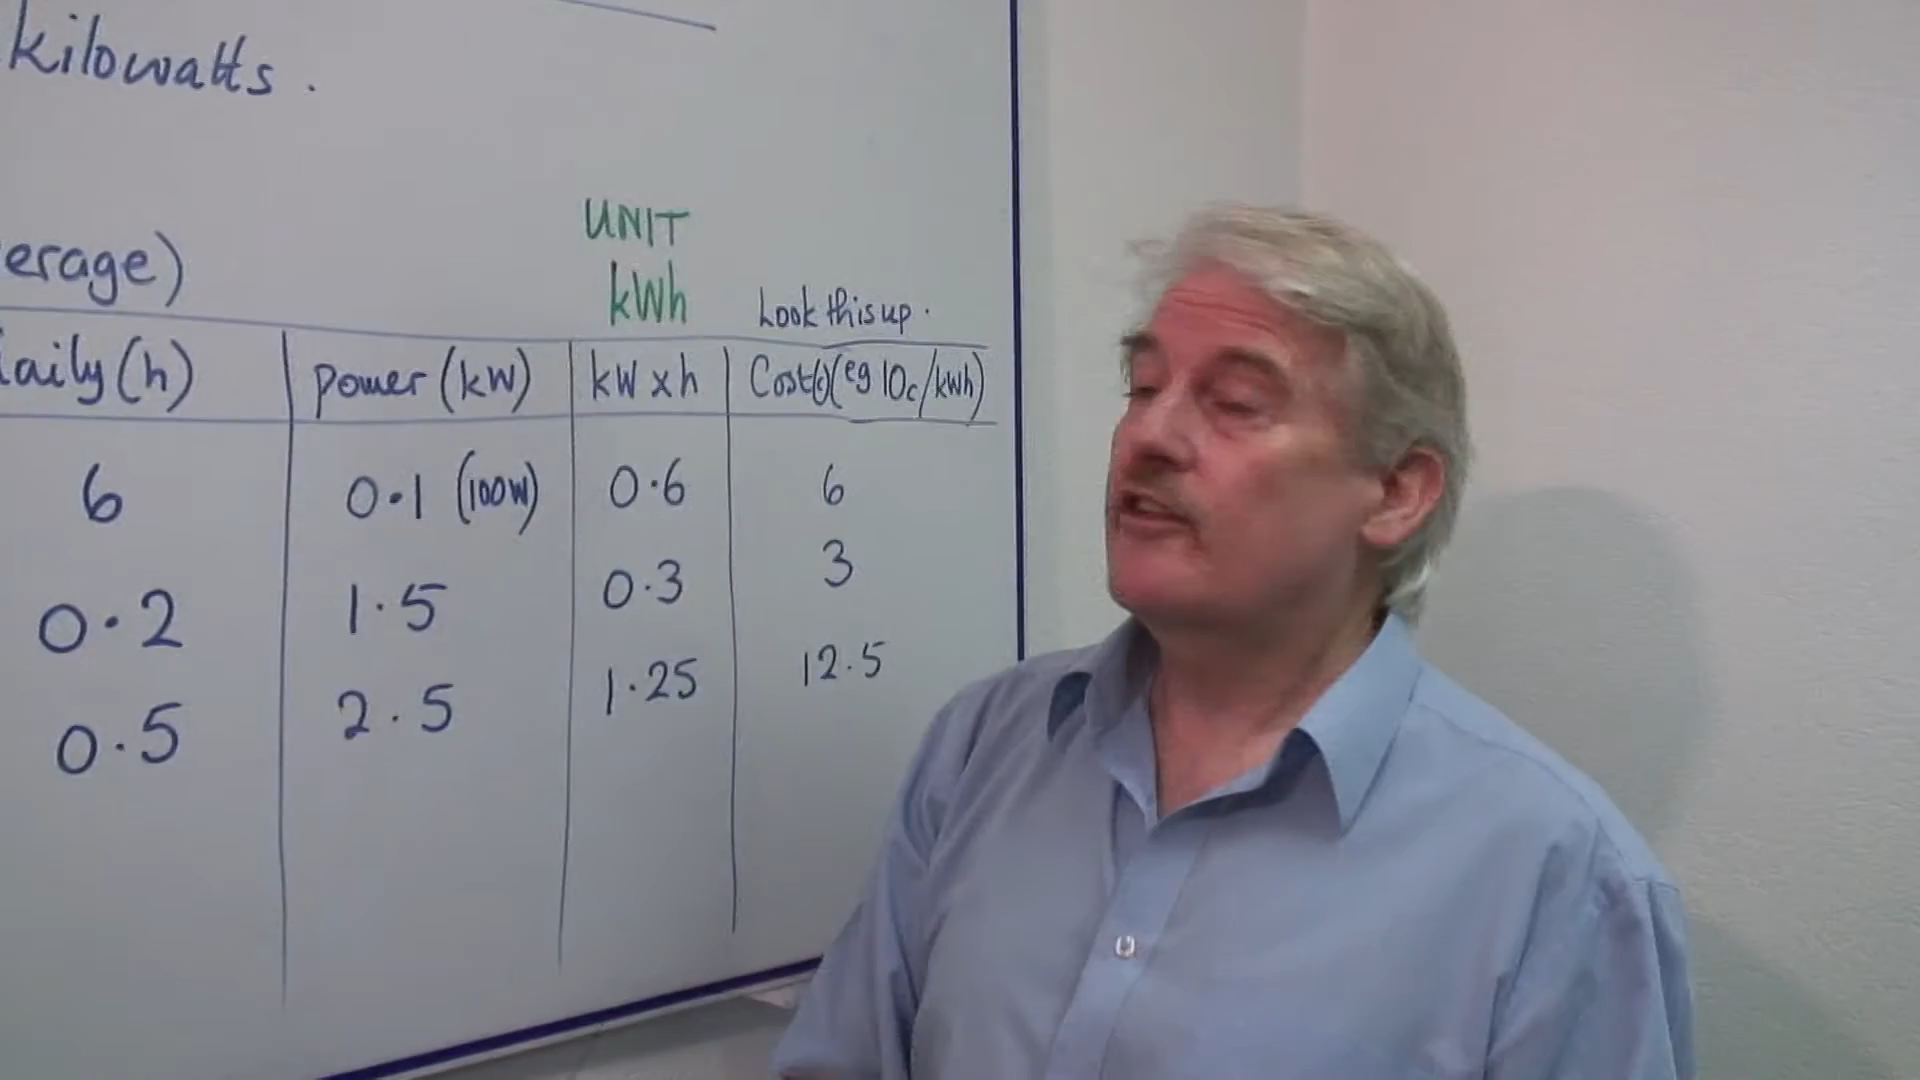 kilowatts.
UNIT
kWh
erage)
Look this up.
daily (h) power (kW) kW x h Cost(c)(eg 10c/kWh)
6 0.1 (100W) 0.6 6
0.2 1.5 0.3 3
0.5 2.5 1.25 12.5